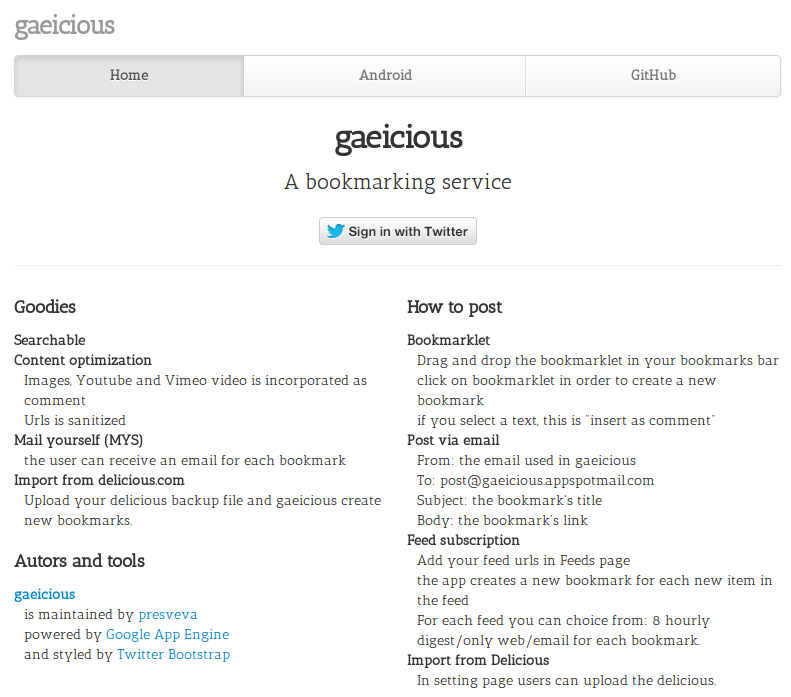 gaeicious
Home Android GitHub
gaeicious
A bookmarking service
Sign in with Twitter
Goodies
Searchable
Content optimization
Images, Youtube and Vimeo video is incorporated as
comment
Urls is sanitized
Mail yourself (MYS)
the user can receive an email for each bookmark
Import from delicious.com
Upload your delicious backup file and gaeicious create
new bookmarks.
Autors and tools
gaeicious
is maintained by presveva
powered by Google App Engine
and styled by Twitter Bootstrap
How to post
Bookmarklet
Drag and drop the bookmarklet in your bookmarks bar
click on bookmarklet in order to create a new
bookmark
if you select a text, this is "insert as comment"
Post via email
From: the email used in gaeicious
To: post@gaeicious.appspotmail.com
Subject: the bookmark's title
Body: the bookmark's link
Feed subscription
Add your feed urls in Feeds page
the app creates a new bookmark for each new item in
the feed
For each feed you can choice from: 8 hourly
digest/only web/email for each bookmark.
Import from Delicious
In setting page users can upload the delicious.